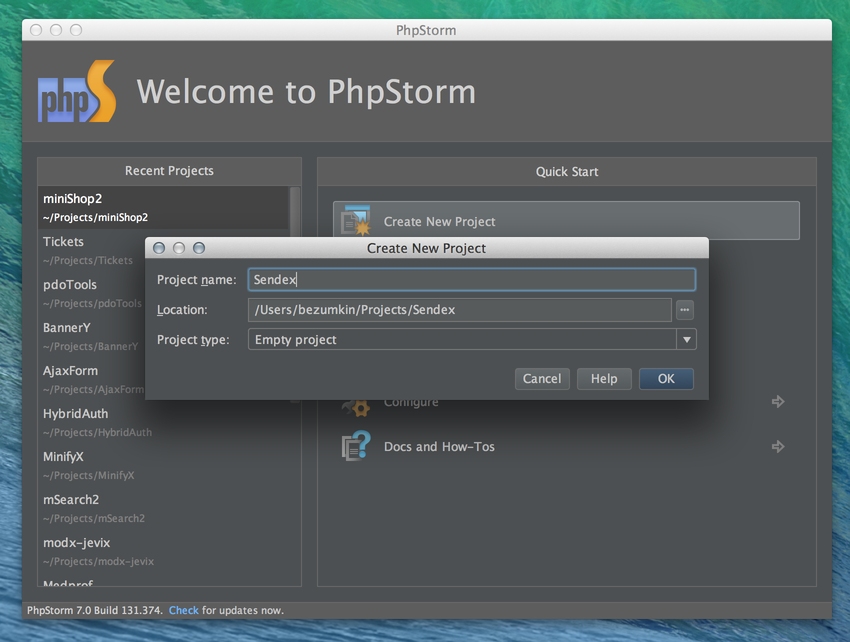 PhpStorm
php S
Welcome to PhpStorm
Recent Projects
miniShop2
~/Projects/miniShop2
Tickets
~/Projects/Tickets
pdoTools
~/Projects/pdoTools
BannerY
~/Projects/BannerY
AjaxForm
~/Projects/AjaxForm
HybridAuth
~/Projects/HybridAuth
MinifyX
~/Projects/MinifyX
mSearch2
~/Projects/mSearch2
modx-jevix
~/Projects/modx-jevix
Medprof
Quick Start
Create New Project
Create New Project
Project name: Sendex
Location: /Users/bezumkin/Projects/Sendex ...
Project type: Empty project
Cancel Help OK
Configure
Docs and How-Tos
PhpStorm 7.0 Build 131.374. Check for updates now.